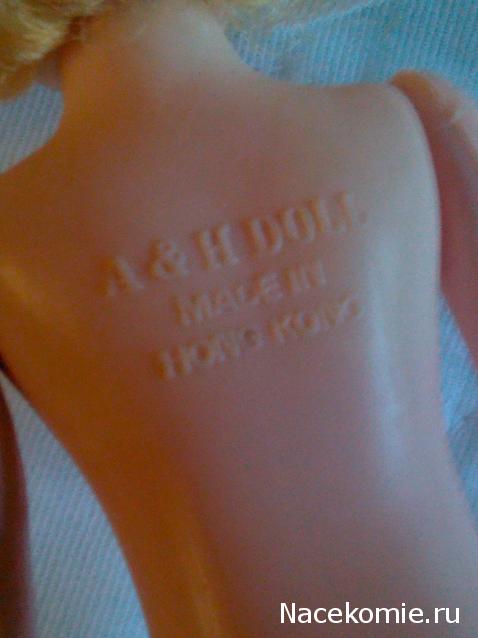 A & H DOLL
MADE IN
HONG KONG
Nacekomie.ru